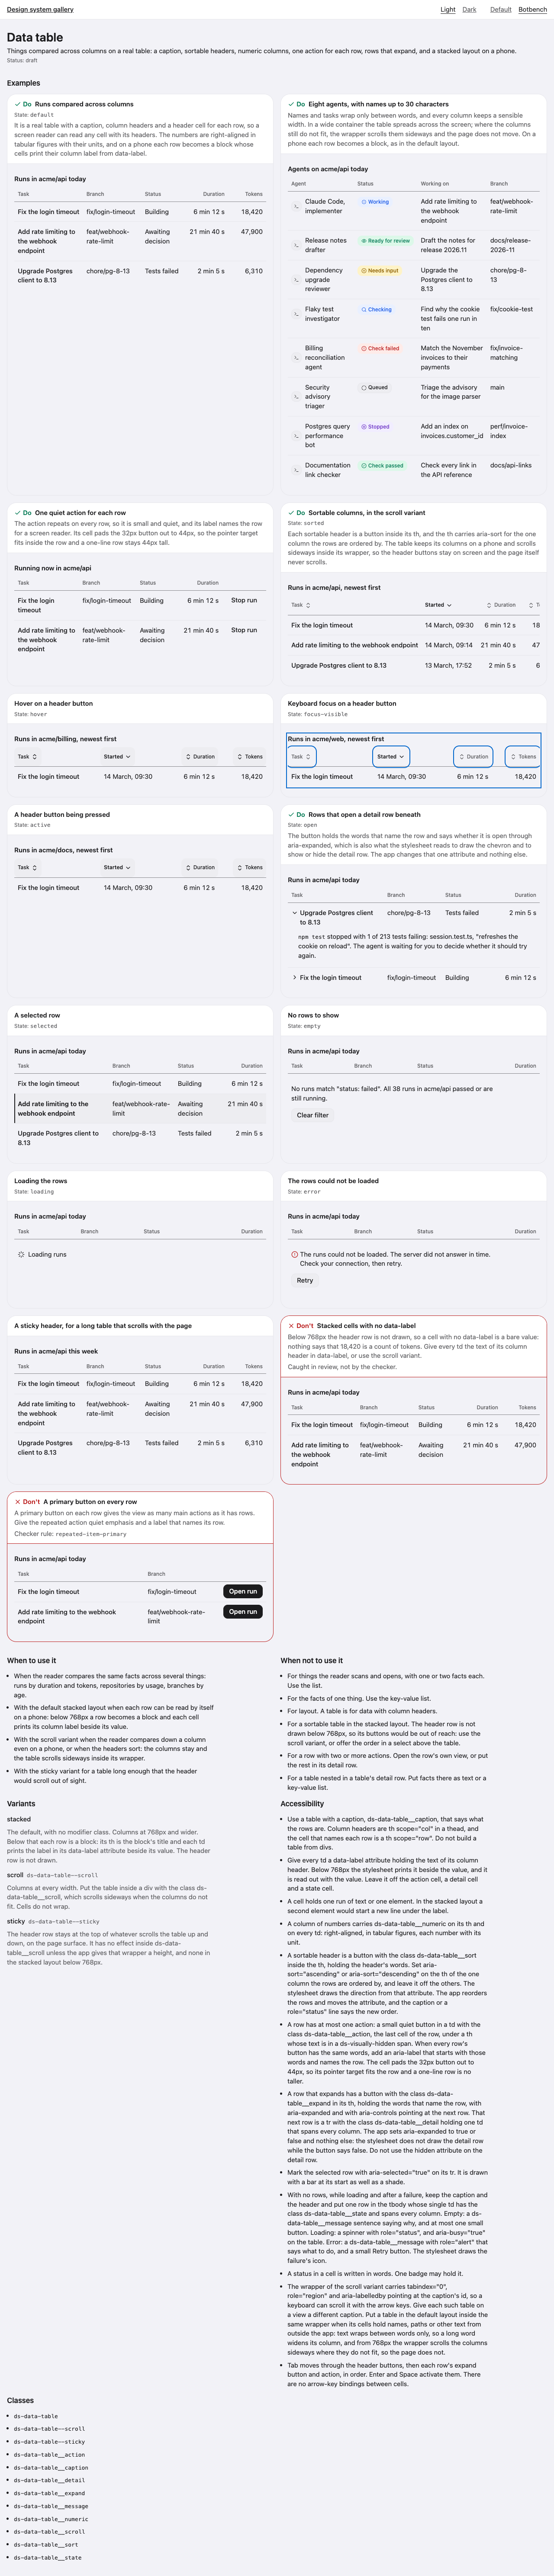 Design system gallery
Light Dark Default Botbench
Data table
Things compared across columns on a real table: a caption, sortable headers, numeric columns, one action for each row, rows that expand, and a stacked layout on a phone.
Status: draft
Examples
Do Runs compared across columns
State: default
It is a real table with a caption, column headers and a header cell for each row, so a
screen reader can read any cell with its headers. The numbers are right-aligned in
tabular figures with their units, and on a phone each row becomes a block whose
cells print their column label from data-label.
Runs in acme/api today
Task Branch Status Duration Tokens
Fix the login timeout fix/login-timeout Building 6 min 12 s 18,420
Add rate limiting to feat/webhook- Awaiting 21 min 40 s 47,900
the webhook rate-limit decision
endpoint
Upgrade Postgres chore/pg-8-13 Tests failed 2 min 5 s 6,310
client to 8.13
Do Eight agents, with names up to 30 characters
Names and tasks wrap only between words, and every column keeps a sensible
width. In a wide container the table spreads across the screen; where the columns
still do not fit, the wrapper scrolls them sideways and the page does not move. On a
phone each row becomes a block, as in the default layout.
Agents on acme/api today
Agent Status Working on Branch
Claude Code, Working Add rate limiting to feat/webhook-
implementer the webhook rate-limit
endpoint
Release notes Ready for review Draft the notes for docs/release-
drafter release 2026.11 2026-11
Dependency Needs input Upgrade the chore/pg-8-
upgrade Postgres client to 13
reviewer 8.13
Flaky test Checking Find why the cookie fix/cookie-test
investigator test fails one run in
ten
Billing Check failed Match the November fix/invoice-
reconciliation invoices to their matching
agent payments
Security Queued Triage the advisory main
advisory for the image parser
triager
Postgres query Stopped Add an index on perf/invoice-
performance invoices.customer_id index
bot
Documentation Check passed Check every link in docs/api-links
link checker the API reference
Do One quiet action for each row
The action repeats on every row, so it is small and quiet, and its label names the row
for a screen reader. Its cell pads the 32px button out to 44px, so the pointer target
fits inside the row and a one-line row stays 44px tall.
Running now in acme/api
Task Branch Status Duration
Fix the login fix/login-timeout Building 6 min 12 s Stop run
timeout
Add rate limiting to feat/webhook- Awaiting 21 min 40 s Stop run
the webhook rate-limit decision
endpoint
Do Sortable columns, in the scroll variant
State: sorted
Each sortable header is a button inside its th, and the th carries aria-sort for the one
column the rows are ordered by. The table keeps its columns on a phone and scrolls
sideways inside its wrapper, so the header buttons stay on screen and the page itself
never scrolls.
Runs in acme/api, newest first
Task Started Duration
Fix the login timeout 14 March, 09:30 6 min 12 s 18
Add rate limiting to the webhook endpoint 14 March, 09:14 21 min 40 s 47
Upgrade Postgres client to 8.13 13 March, 17:52 2 min 5 s 6
Hover on a header button
State: hover
Runs in acme/billing, newest first
Task Started Duration Tokens
Fix the login timeout 14 March, 09:30 6 min 12 s 18,420
Keyboard focus on a header button
State: focus-visible
Runs in acme/web, newest first
Task Started Duration Tokens
Fix the login timeout 14 March, 09:30 6 min 12 s 18,420
A header button being pressed
State: active
Runs in acme/docs, newest first
Task Started Duration Tokens
Fix the login timeout 14 March, 09:30 6 min 12 s 18,420
Do Rows that open a detail row beneath
State: open
The button holds the words that name the row and says whether it is open through
aria-expanded, which is also what the stylesheet reads to draw the chevron and to
show or hide the detail row. The app changes that one attribute and nothing else.
Runs in acme/api today
Task Branch Status Duration
Upgrade Postgres client chore/pg-8-13 Tests failed 2 min 5 s
to 8.13
npm test stopped with 1 of 213 tests failing: session.test.ts, "refreshes the
cookie on reload". The agent is waiting for you to decide whether it should try
again.
Fix the login timeout fix/login-timeout Building 6 min 12 s
A selected row
State: selected
Runs in acme/api today
Task Branch Status Duration
Fix the login timeout fix/login-timeout Building 6 min 12 s
Add rate limiting to the feat/webhook-rate- Awaiting 21 min 40 s
webhook endpoint limit decision
Upgrade Postgres client to chore/pg-8-13 Tests failed 2 min 5 s
8.13
No rows to show
State: empty
Runs in acme/api today
Task Branch Status Duration
No runs match "status: failed". All 38 runs in acme/api passed or are
still running.
Clear filter
Loading the rows
State: loading
Runs in acme/api today
Task Branch Status Duration
Loading runs
The rows could not be loaded
State: error
Runs in acme/api today
Task Branch Status Duration
The runs could not be loaded. The server did not answer in time.
Check your connection, then retry.
Retry
A sticky header, for a long table that scrolls with the page
Runs in acme/api this week
Task Branch Status Duration Tokens
Fix the login timeout fix/login-timeout Building 6 min 12 s 18,420
Add rate limiting to feat/webhook- Awaiting 21 min 40 s 47,900
the webhook rate-limit decision
endpoint
Upgrade Postgres chore/pg-8-13 Tests failed 2 min 5 s 6,310
client to 8.13
Don't Stacked cells with no data-label
Below 768px the header row is not drawn, so a cell with no data-label is a bare value:
nothing says that 18,420 is a count of tokens. Give every td the text of its column
header in data-label, or use the scroll variant.
Caught in review, not by the checker.
Runs in acme/api today
Task Branch Status Duration Tokens
Fix the login timeout fix/login-timeout Building 6 min 12 s 18,420
Add rate limiting to feat/webhook- Awaiting 21 min 40 s 47,900
the webhook rate-limit decision
endpoint
Don't A primary button on every row
A primary button on each row gives the view as many main actions as it has rows.
Give the repeated action quiet emphasis and a label that names its row.
Checker rule: repeated-item-primary
Runs in acme/api today
Task Branch
Fix the login timeout fix/login-timeout Open run
Add rate limiting to the webhook feat/webhook-rate- Open run
endpoint limit
When to use it
When the reader compares the same facts across several things:
runs by duration and tokens, repositories by usage, branches by
age.
With the default stacked layout when each row can be read by itself
on a phone: below 768px a row becomes a block and each cell
prints its column label beside its value.
With the scroll variant when the reader compares down a column
even on a phone, or when the headers sort: the columns stay and
the table scrolls sideways inside its wrapper.
With the sticky variant for a table long enough that the header
would scroll out of sight.
When not to use it
For things the reader scans and opens, with one or two facts each.
Use the list.
For the facts of one thing. Use the key-value list.
For layout. A table is for data with column headers.
For a sortable table in the stacked layout. The header row is not
drawn below 768px, so its buttons would be out of reach: use the
scroll variant, or offer the order in a select above the table.
For a row with two or more actions. Open the row's own view, or put
the rest in its detail row.
For a table nested in a table's detail row. Put facts there as text or a
key-value list.
Variants
stacked
The default, with no modifier class. Columns at 768px and wider.
Below that each row is a block: its th is the block's title and each td
prints the label in its data-label attribute beside its value. The header
row is not drawn.
scroll ds-data-table--scroll
Columns at every width. Put the table inside a div with the class ds-
data-table__scroll, which scrolls sideways when the columns do not
fit. Cells do not wrap.
sticky ds-data-table--sticky
The header row stays at the top of whatever scrolls the table up and
down, on the page surface. It has no effect inside ds-data-
table__scroll unless the app gives that wrapper a height, and none in
the stacked layout below 768px.
Accessibility
Use a table with a caption, ds-data-table__caption, that says what
the rows are. Column headers are th scope="col" in a thead, and
the cell that names each row is a th scope="row". Do not build a
table from divs.
Give every td a data-label attribute holding the text of its column
header. Below 768px the stylesheet prints it beside the value, and it
is read out with the value. Leave it off the action cell, a detail cell
and a state cell.
A cell holds one run of text or one element. In the stacked layout a
second element would start a new line under the label.
A column of numbers carries ds-data-table__numeric on its th and
on every td: right-aligned, in tabular figures, each number with its
unit.
A sortable header is a button with the class ds-data-table__sort
inside the th, holding the header's words. Set aria-
sort="ascending" or aria-sort="descending" on the th of the one
column the rows are ordered by, and leave it off the others. The
stylesheet draws the direction from that attribute. The app reorders
the rows and moves the attribute, and the caption or a
role="status" line says the new order.
A row has at most one action: a small quiet button in a td with the
class ds-data-table__action, the last cell of the row, under a th
whose text is in a ds-visually-hidden span. When every row's
button has the same words, add an aria-label that starts with those
words and names the row. The cell pads the 32px button out to
44px, so its pointer target fits the row and a one-line row is no
taller.
A row that expands has a button with the class ds-data-
table__expand in its th, holding the words that name the row, with
aria-expanded and with aria-controls pointing at the next row. That
next row is a tr with the class ds-data-table__detail holding one td
that spans every column. The app sets aria-expanded to true or
false and nothing else: the stylesheet does not draw the detail row
while the button says false. Do not use the hidden attribute on the
detail row.
Mark the selected row with aria-selected="true" on its tr. It is drawn
with a bar at its start as well as a shade.
With no rows, while loading and after a failure, keep the caption and
the header and put one row in the tbody whose single td has the
class ds-data-table__state and spans every column. Empty: a ds-
data-table__message sentence saying why, and at most one small
button. Loading: a spinner with role="status", and aria-busy="true"
on the table. Error: a ds-data-table__message with role="alert" that
says what to do, and a small Retry button. The stylesheet draws the
failure's icon.
A status in a cell is written in words. One badge may hold it.
The wrapper of the scroll variant carries tabindex="0",
role="region" and aria-labelledby pointing at the caption's id, so a
keyboard can scroll it with the arrow keys. Give each such table on
a view a different caption. Put a table in the default layout inside the
same wrapper when its cells hold names, paths or other text from
outside the app: text wraps between words only, so a long word
widens its column, and from 768px the wrapper scrolls the columns
sideways where they do not fit, so the page does not.
Tab moves through the header buttons, then each row's expand
button and action, in order. Enter and Space activate them. There
are no arrow-key bindings between cells.
Classes
ds-data-table
ds-data-table--scroll
ds-data-table--sticky
ds-data-table__action
ds-data-table__caption
ds-data-table__detail
ds-data-table__expand
ds-data-table__message
ds-data-table__numeric
ds-data-table__scroll
ds-data-table__sort
ds-data-table__state